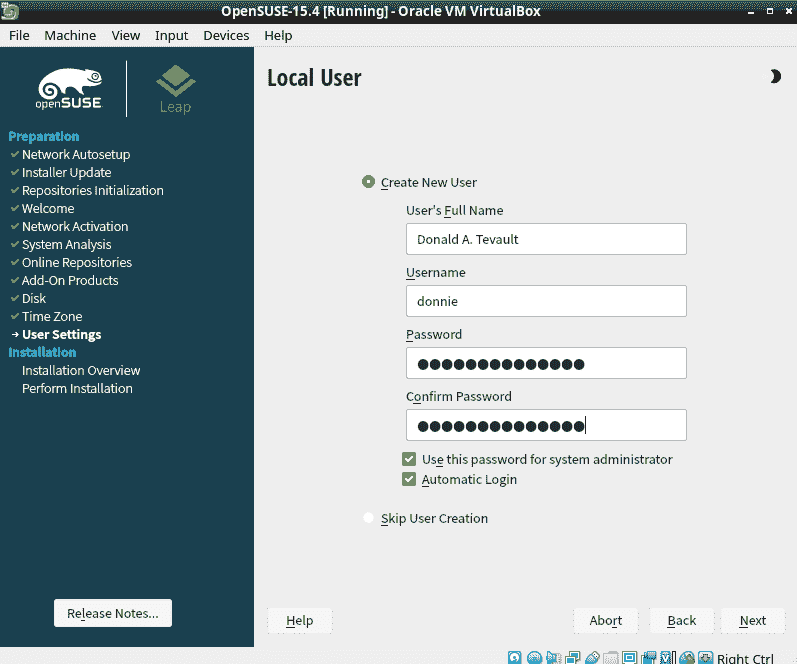 OpenSUSE-15.4 [Running] - Oracle VM VirtualBox
File Machine View Input Devices Help
openSUSE
Leap
Local User
Preparation
Network Autosetup
Installer Update
Repositories Initialization
Welcome
Network Activation
System Analysis
Online Repositories
Add-On Products
Disk
Time Zone
User Settings
Installation
Installation Overview
Perform Installation
Create New User
User's Full Name
Donald A. Tevault
Username
donnie
Password
●●●●●●●●●●●●●●
Confirm Password
●●●●●●●●●●●●●●
Use this password for system administrator
Automatic Login
Skip User Creation
Release Notes... Help Abort Back Next
Right Ctrl